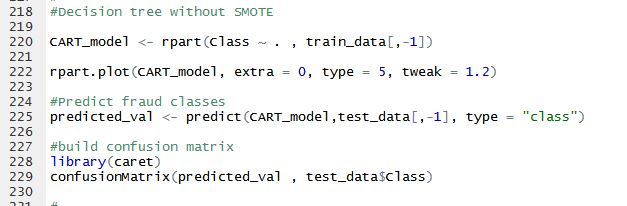 218 #Decision tree without SMOTE
219
220 CART_model <- rpart(Class ~ . , train_data[,-1])
221
222 rpart.plot(CART_model, extra = 0, type = 5, tweak = 1.2)
223
224 #Predict fraud classes
225 predicted_val <- predict(CART_model,test_data[,-1], type = "class")
226
227 #build confusion matrix
228 library(caret)
229 confusionMatrix(predicted_val , test_data$Class)
230